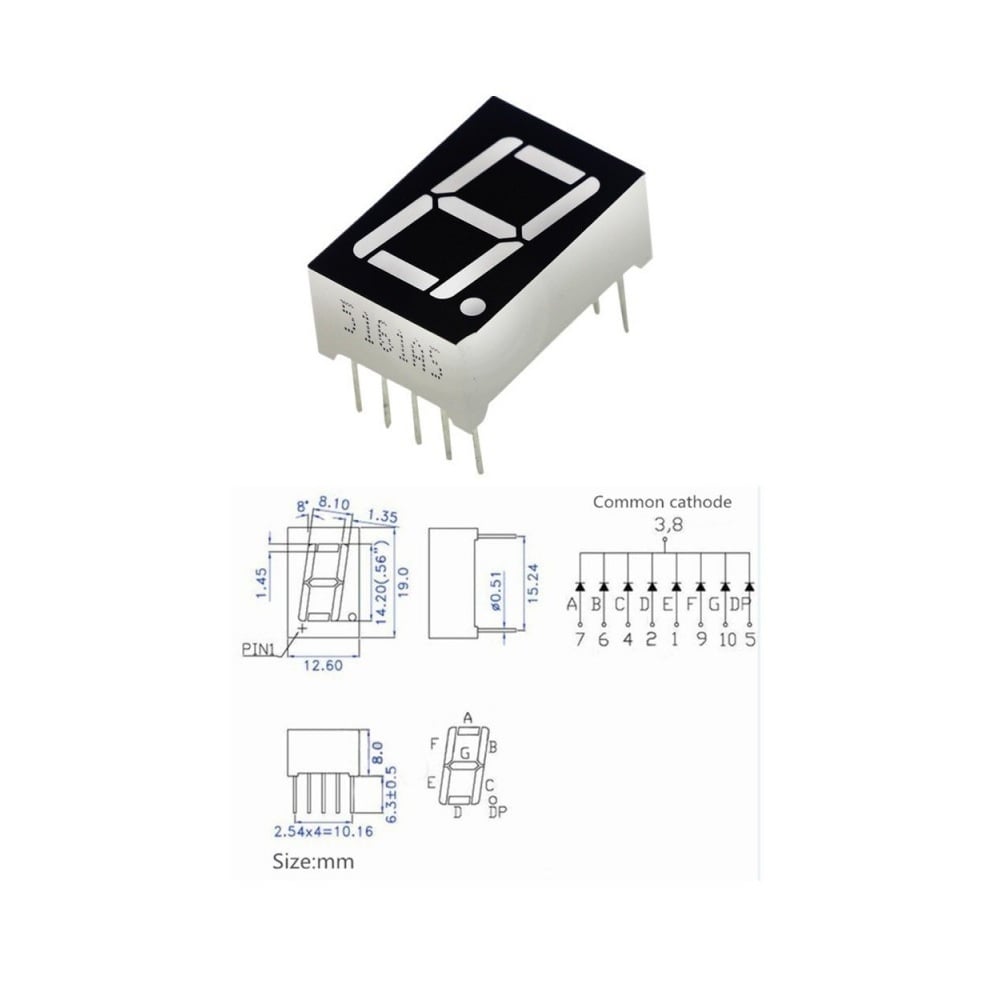 5161AS
8°
8.10
1.35
1.45
14.20(.56")
19.0
PIN1
12.60
ø0.51
15.24
Common cathode
3,8
A B C D E F G DP
7 6 4 2 1 9 10 5
8.0
6.3±0.5
2.54x4=10.16
A
F
G
B
E
C
D
DP
Size:mm